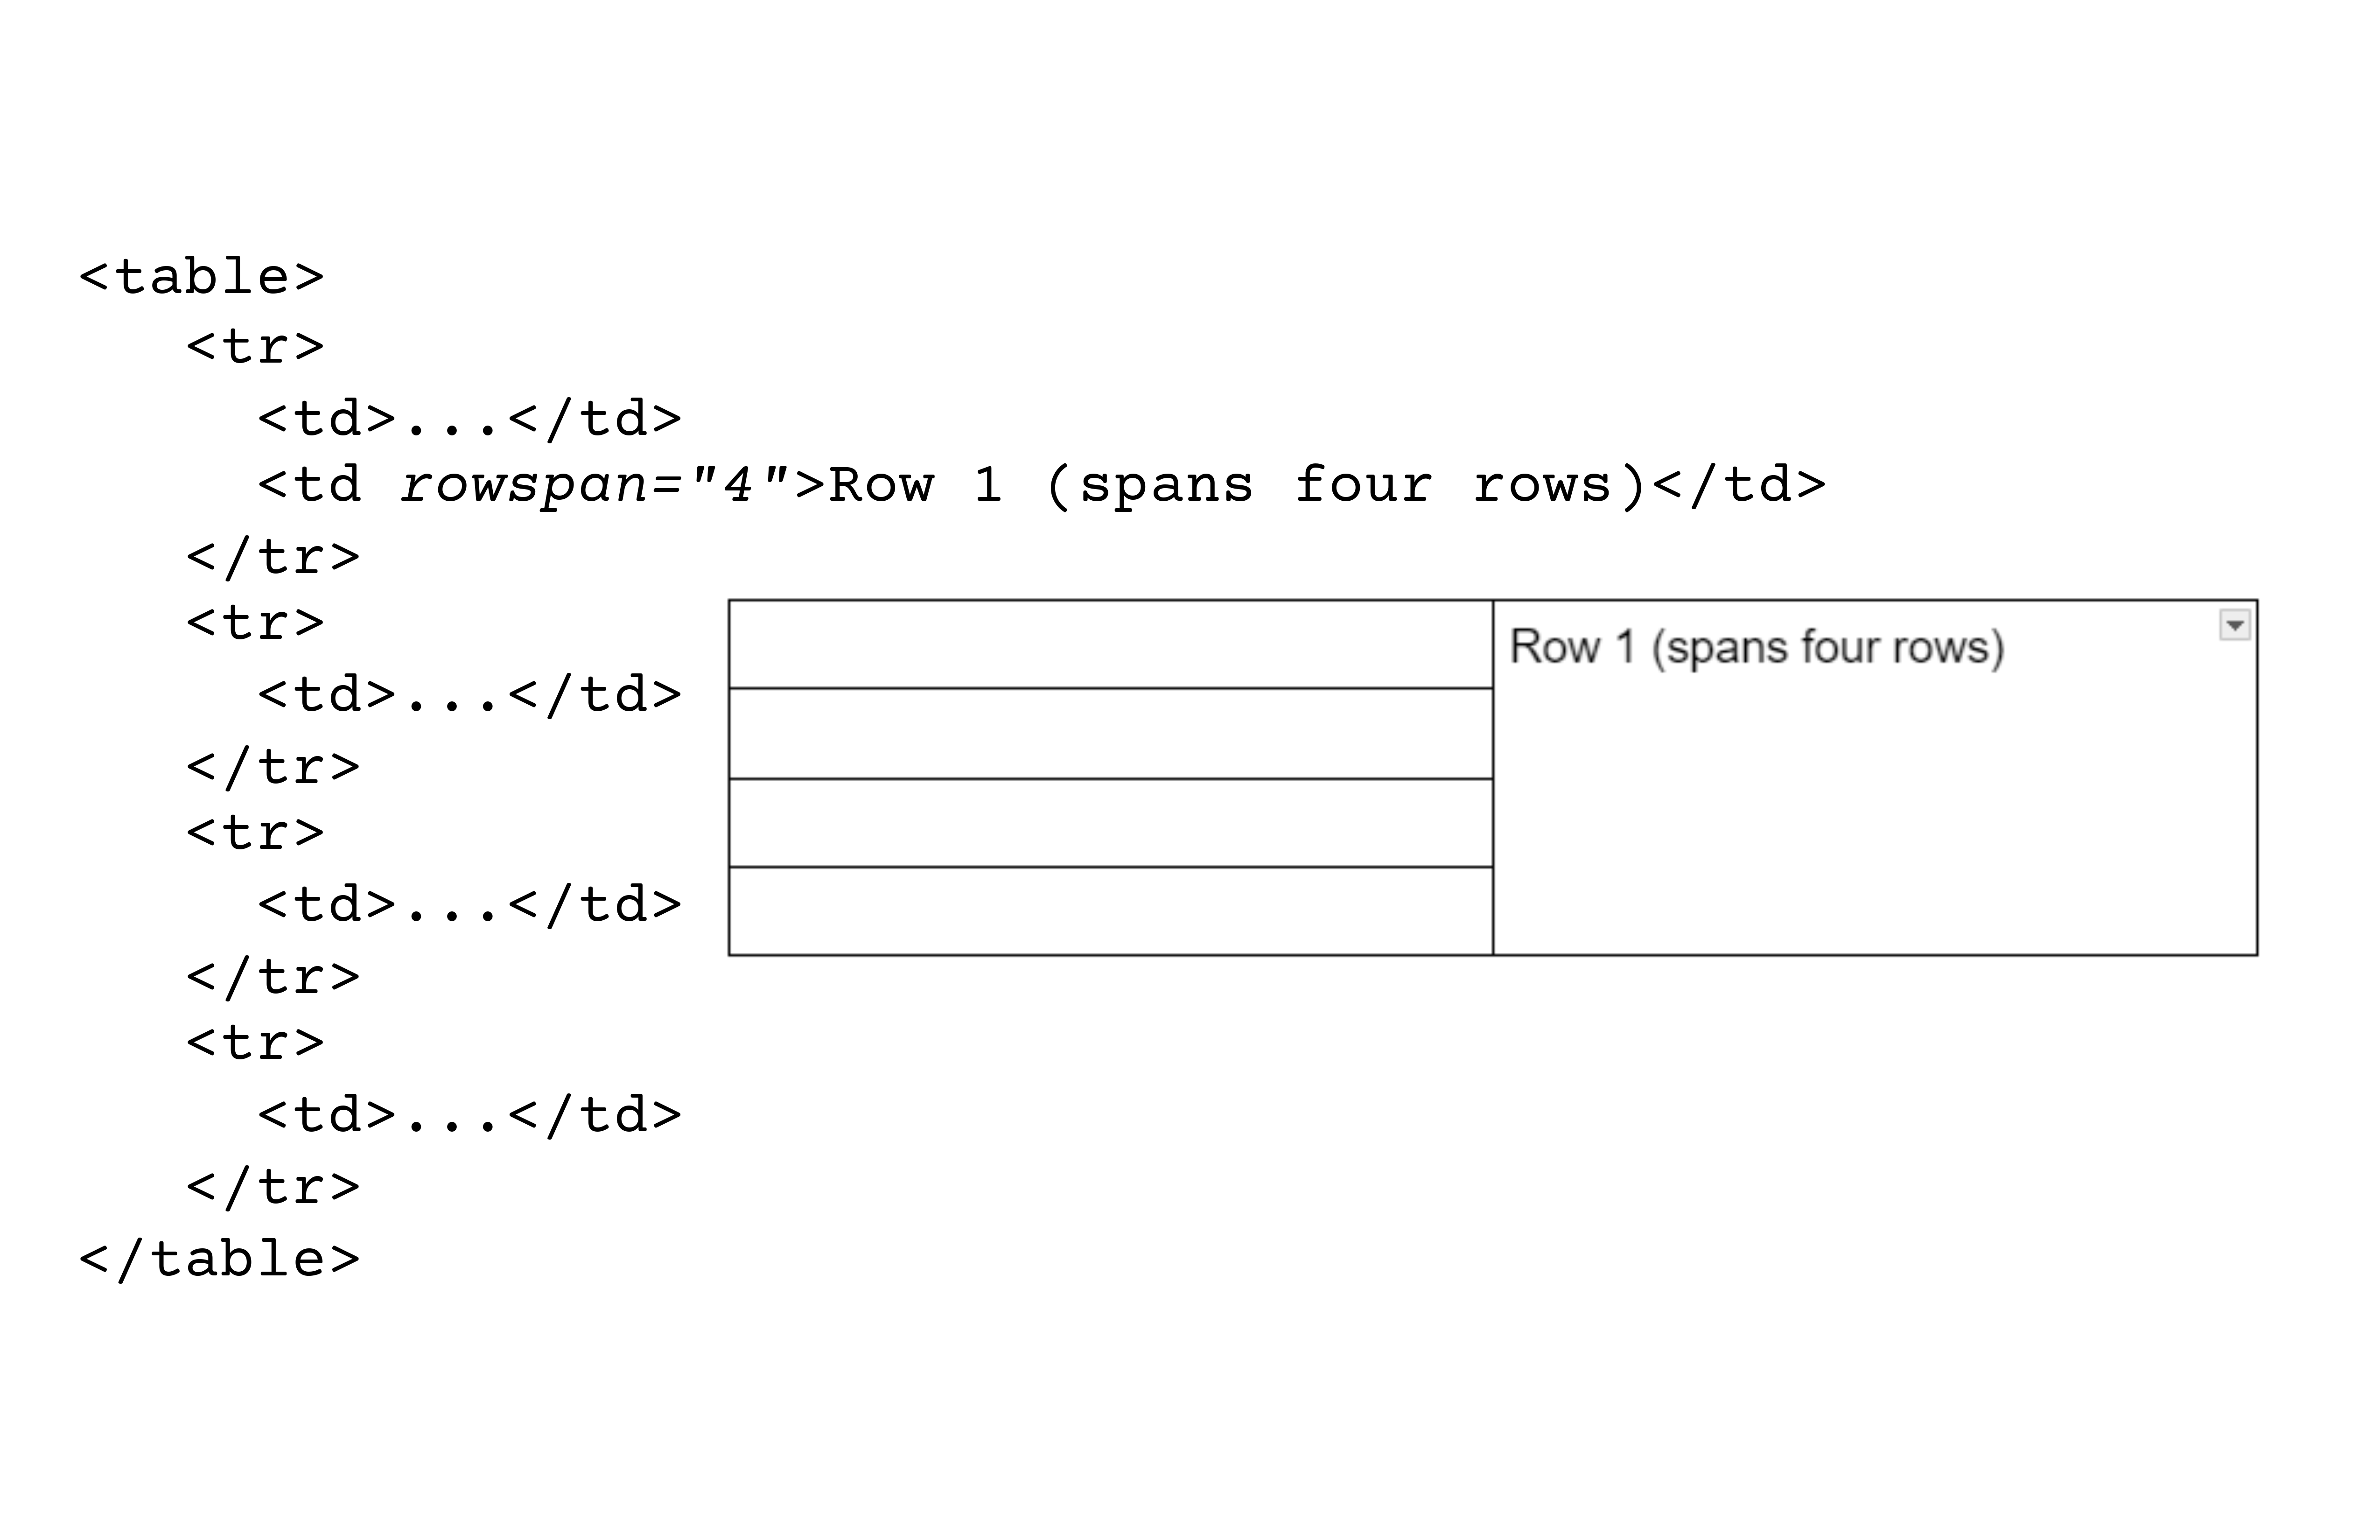 <table>
<tr>
<td>...</td>
<td rowspan="4">Row 1 (spans four rows)</td>
</tr>
<tr>
<td>...</td>
</tr>
<tr>
<td>...</td>
</tr>
<tr>
<td>...</td>
</tr>
</table>
Row 1 (spans four rows)